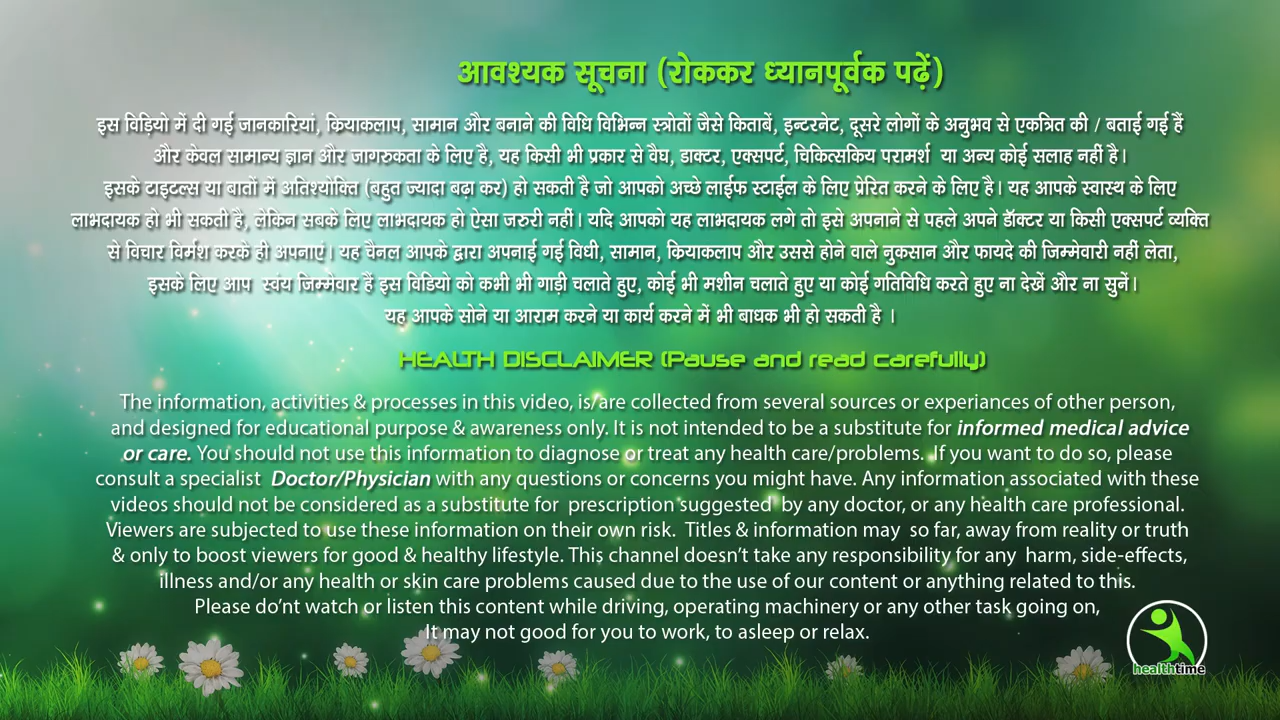 आवश्यक सूचना (रोककर ध्यानपूर्वक पढ़ें)
इस विड़ियो में दी गई जानकारियां, क्रियाकलाप, सामान और बनाने की विधि विभिन्न स्त्रोतों जैसे किताबें, इन्टरनेट, दूसरे लोगों के अनुभव से एकत्रित की / बताई गई हैं
और केवल सामान्य ज्ञान और जागरुकता के लिए है, यह किसी भी प्रकार से वैघ, डाक्टर, एक्सपर्ट, चिकित्सकिय परामर्श या अन्य कोई सलाह नहीं है।
इसके टाइटल्स या बातों में अतिश्योक्ति (बहुत ज्यादा बढ़ा कर) हो सकती है जो आपको अच्छे लाईफ स्टाईल के लिए प्रेरित करने के लिए है। यह आपके स्वास्थ के लिए
लाभदायक हो भी सकती है, लेकिन सबके लिए लाभदायक हो ऐसा जरुरी नहीं। यदि आपको यह लाभदायक लगे तो इसे अपनाने से पहले अपने डॉक्टर या किसी एक्सपर्ट व्यक्ति
से विचार विर्मश करके ही अपनाएं। यह चैनल आपके द्वारा अपनाई गई विधी, सामान, क्रियाकलाप और उससे होने वाले नुकसान और फायदे की जिम्मेवारी नहीं लेता,
इसके लिए आप स्वंय जिम्मेवार हैं इस विडियो को कभी भी गाड़ी चलाते हुए, कोई भी मशीन चलाते हुए या कोई गतिविधि करते हुए ना देखें और ना सुनें।
यह आपके सोने या आराम करने या कार्य करने में भी बाधक भी हो सकती है ।
HEALTH DISCLAIMER (Pause and read carefully)
The information, activities & processes in this video, is/are collected from several sources or experiances of other person,
and designed for educational purpose & awareness only. It is not intended to be a substitute for informed medical advice
or care. You should not use this information to diagnose or treat any health care/problems. If you want to do so, please
consult a specialist Doctor/Physician with any questions or concerns you might have. Any information associated with these
videos should not be considered as a substitute for prescription suggested by any doctor, or any health care professional.
Viewers are subjected to use these information on their own risk. Titles & information may so far, away from reality or truth
& only to boost viewers for good & healthy lifestyle. This channel doesn't take any responsibility for any harm, side-effects,
illness and/or any health or skin care problems caused due to the use of our content or anything related to this.
Please do'nt watch or listen this content while driving, operating machinery or any other task going on,
It may not good for you to work, to asleep or relax.
healthtime